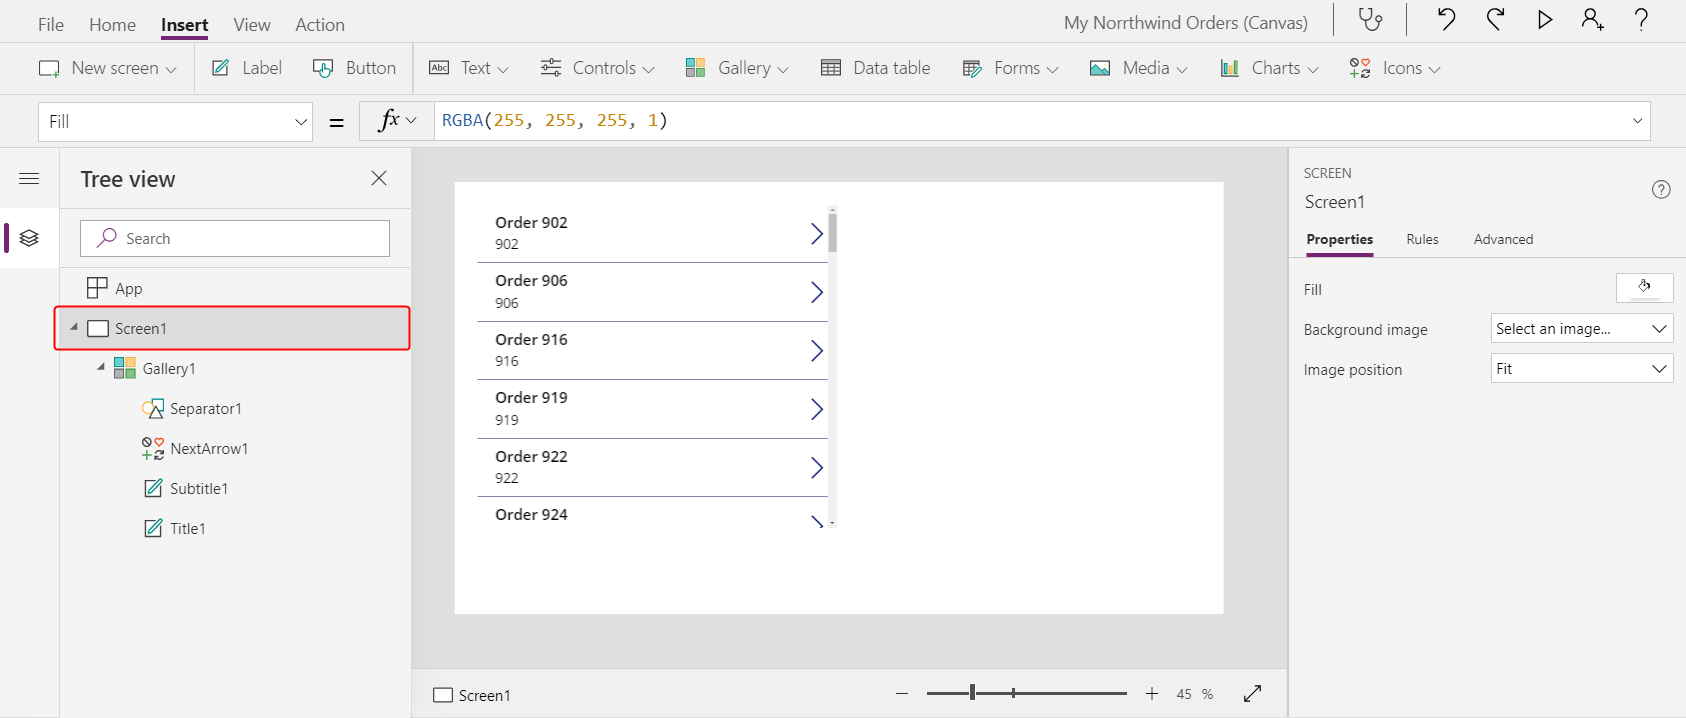 File Home Insert View Action My Norrthwind Orders (Canvas) ?
New screen Label Button Abc Text Controls Gallery Data table Forms Media Charts Icons
Fill = fx RGBA(255, 255, 255, 1)
Tree view
Search
App
Screen1
Gallery1
Separator1
NextArrow1
Subtitle1
Title1
Order 902
902
Order 906
906
Order 916
916
Order 919
919
Order 922
922
Order 924
Screen1 45 %
SCREEN
Screen1 ?
Properties Rules Advanced
Fill
Background image Select an image...
Image position Fit